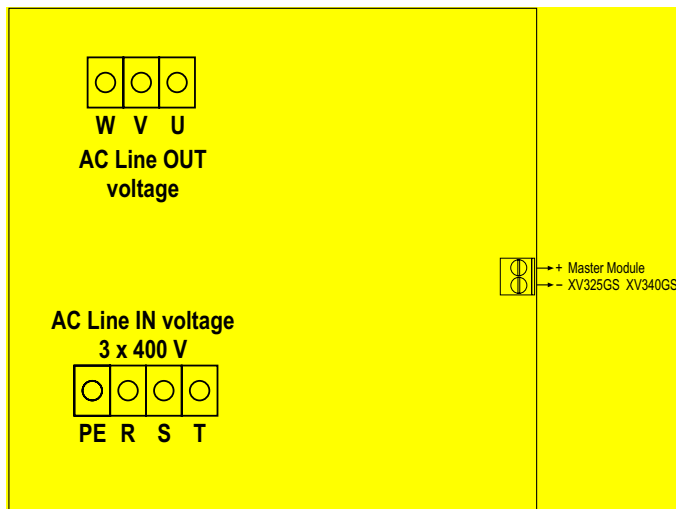 W V U
AC Line OUT
voltage
+ Master Module
– XV325GS XV340GS
AC Line IN voltage
3 x 400 V
PE R S T